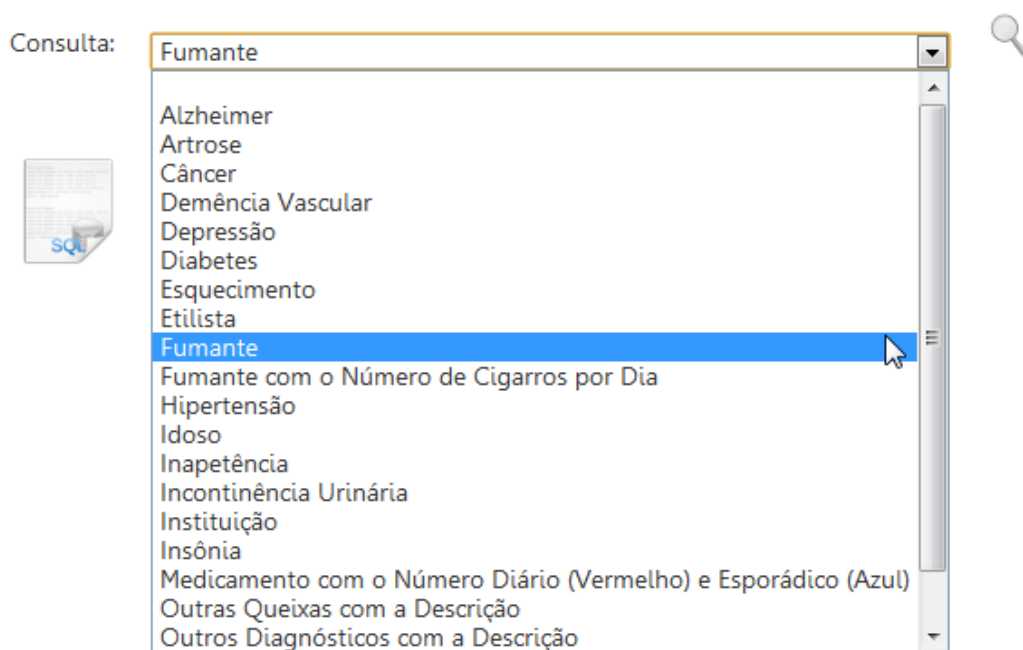 Consulta:
Fumante
Alzheimer
Artrose
Câncer
Demência Vascular
Depressão
Diabetes
Esquecimento
Etilista
Fumante
Fumante com o Número de Cigarros por Dia
Hipertensão
Idoso
Inapetência
Incontinência Urinária
Instituição
Insônia
Medicamento com o Número Diário (Vermelho) e Esporádico (Azul)
Outras Queixas com a Descrição
Outros Diagnósticos com a Descrição
SQL